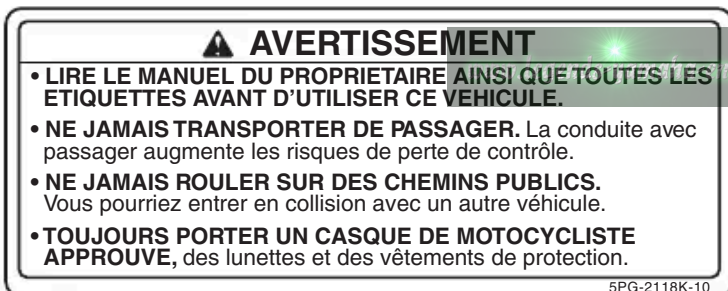 AVERTISSEMENT
• LIRE LE MANUEL DU PROPRIETAIRE AINSI QUE TOUTES LES
ETIQUETTES AVANT D'UTILISER CE VEHICULE.
• NE JAMAIS TRANSPORTER DE PASSAGER. La conduite avec
passager augmente les risques de perte de contrôle.
• NE JAMAIS ROULER SUR DES CHEMINS PUBLICS.
Vous pourriez entrer en collision avec un autre véhicule.
• TOUJOURS PORTER UN CASQUE DE MOTOCYCLISTE
APPROUVE, des lunettes et des vêtements de protection.
5PG-2118K-10